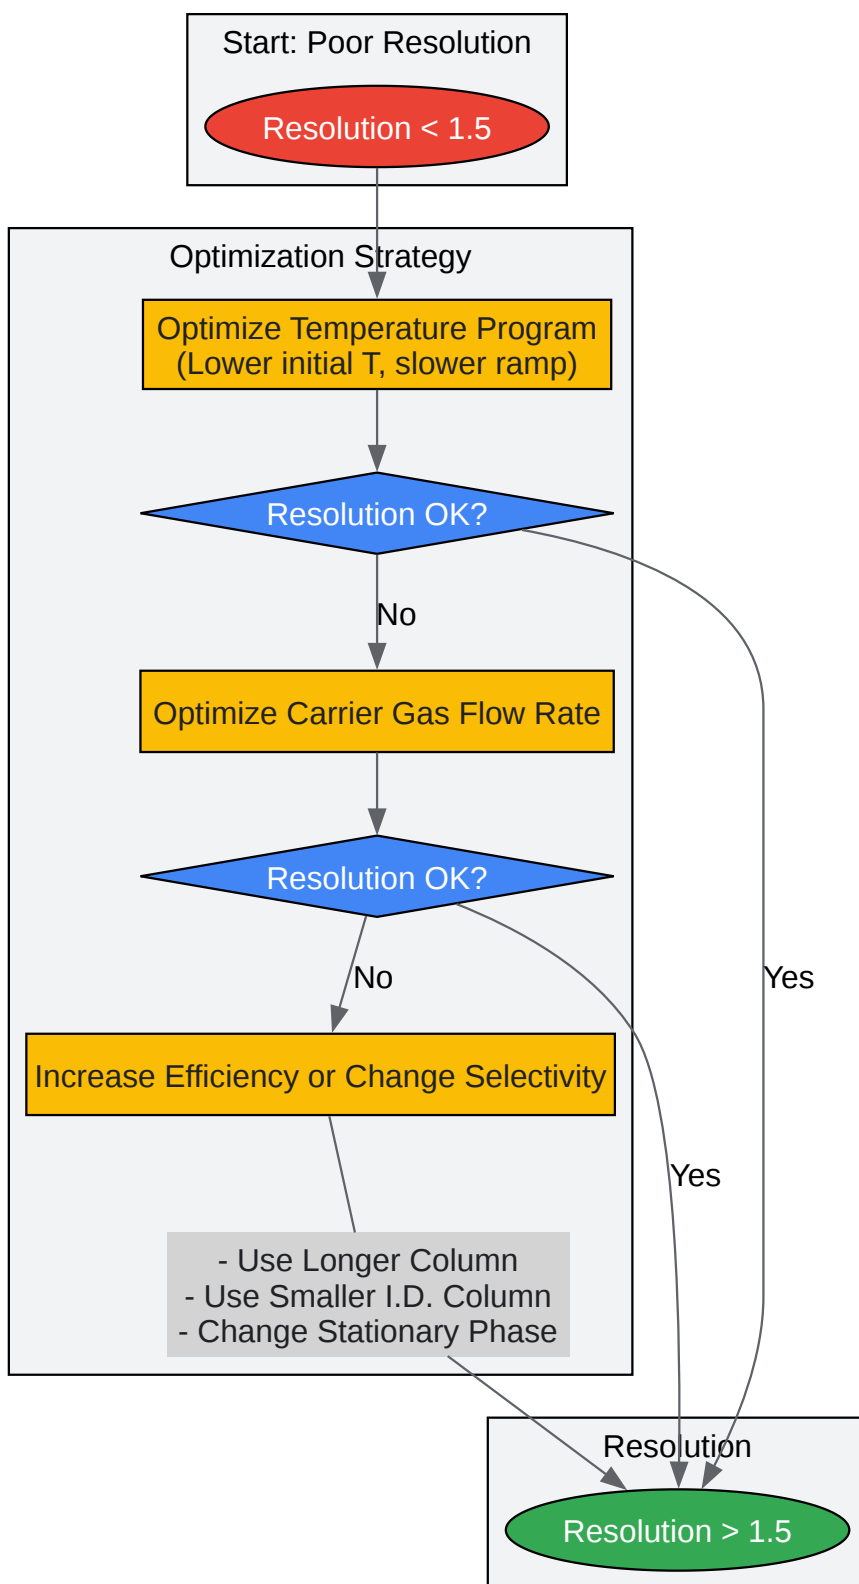 Start: Poor Resolution
Resolution < 1.5
Optimization Strategy
Optimize Temperature Program
(Lower initial T, slower ramp)
Resolution OK?
No
Optimize Carrier Gas Flow Rate
Resolution OK?
No
Yes
Increase Efficiency or Change Selectivity
Yes
- Use Longer Column
- Use Smaller I.D. Column
- Change Stationary Phase
Resolution
Resolution > 1.5